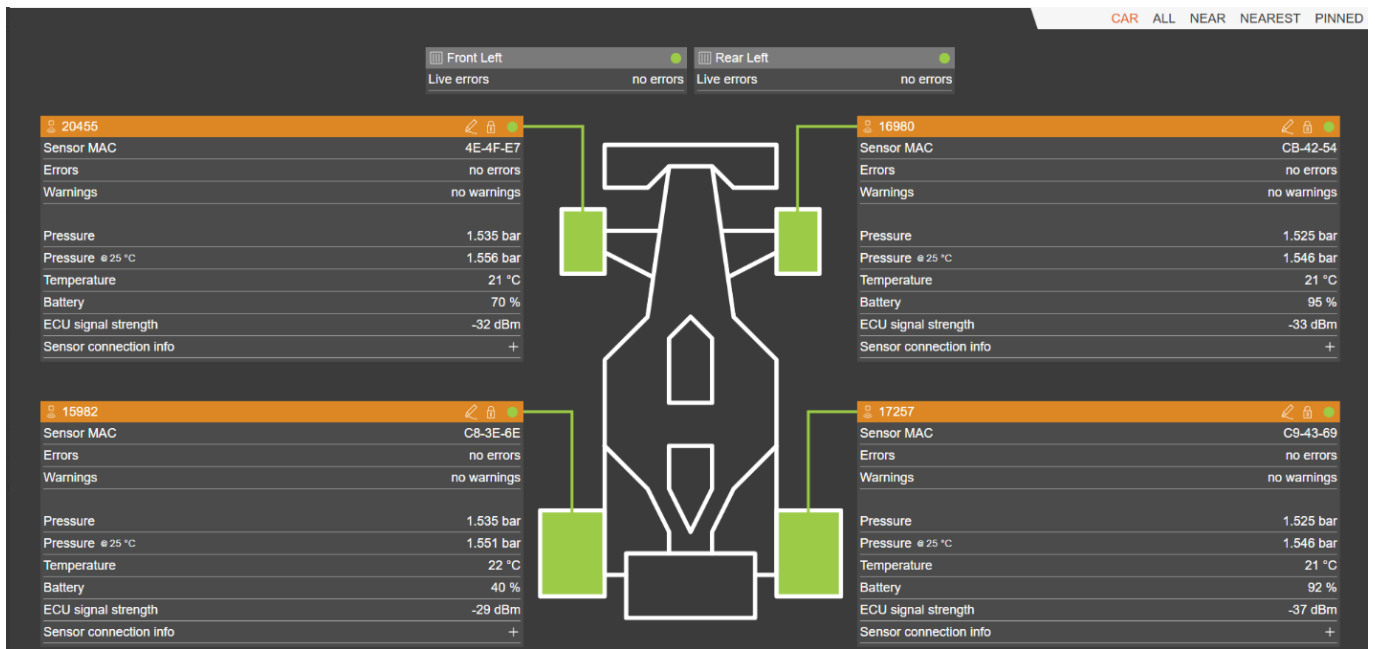 CAR ALL NEAR NEAREST PINNED
Front Left
Live errors no errors
Rear Left
Live errors no errors
20455
Sensor MAC 4E-4F-E7
Errors no errors
Warnings no warnings
Pressure 1.535 bar
Pressure @ 25 °C 1.556 bar
Temperature 21 °C
Battery 70 %
ECU signal strength -32 dBm
Sensor connection info +
16980
Sensor MAC CB-42-54
Errors no errors
Warnings no warnings
Pressure 1.525 bar
Pressure @ 25 °C 1.546 bar
Temperature 21 °C
Battery 95 %
ECU signal strength -33 dBm
Sensor connection info +
15982
Sensor MAC C8-3E-6E
Errors no errors
Warnings no warnings
Pressure 1.535 bar
Pressure @ 25 °C 1.551 bar
Temperature 22 °C
Battery 40 %
ECU signal strength -29 dBm
Sensor connection info +
17257
Sensor MAC C9-43-69
Errors no errors
Warnings no warnings
Pressure 1.525 bar
Pressure @ 25 °C 1.546 bar
Temperature 21 °C
Battery 92 %
ECU signal strength -37 dBm
Sensor connection info +